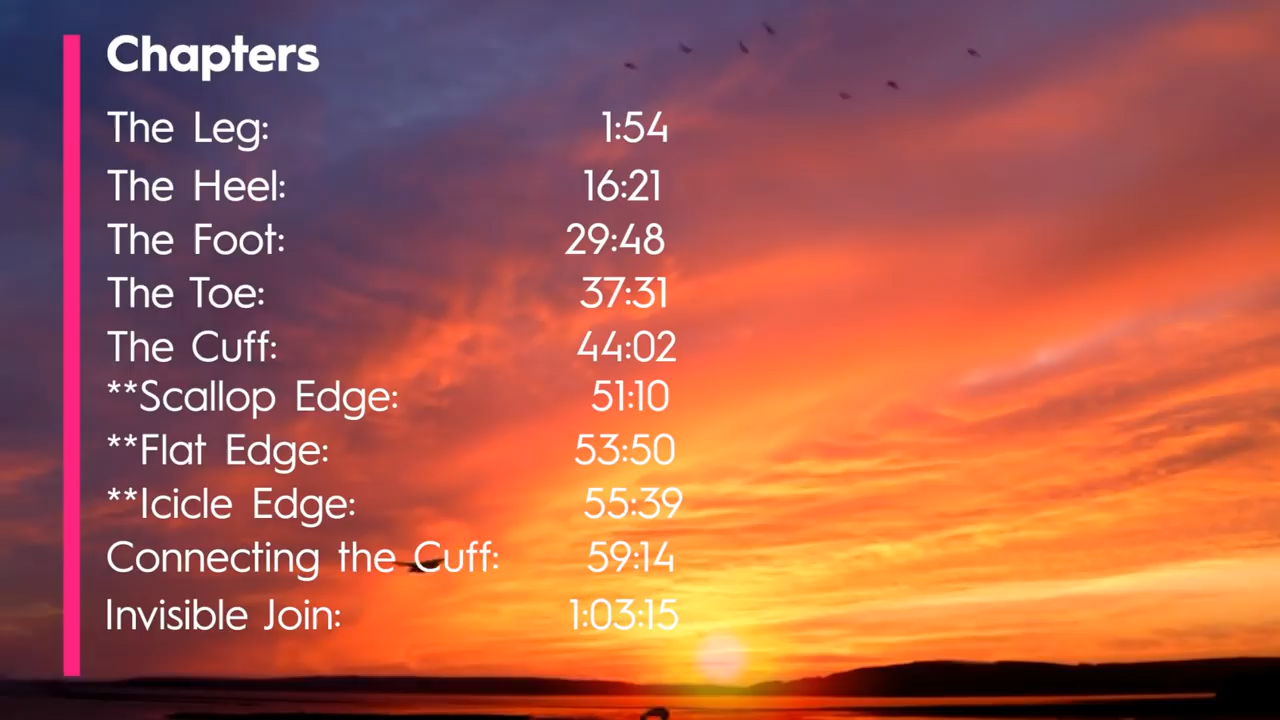 Chapters
The Leg: 1:54
The Heel: 16:21
The Foot: 29:48
The Toe: 37:31
The Cuff: 44:02
**Scallop Edge: 51:10
**Flat Edge: 53:50
**Icicle Edge: 55:39
Connecting the Cuff: 59:14
Invisible Join: 1:03:15